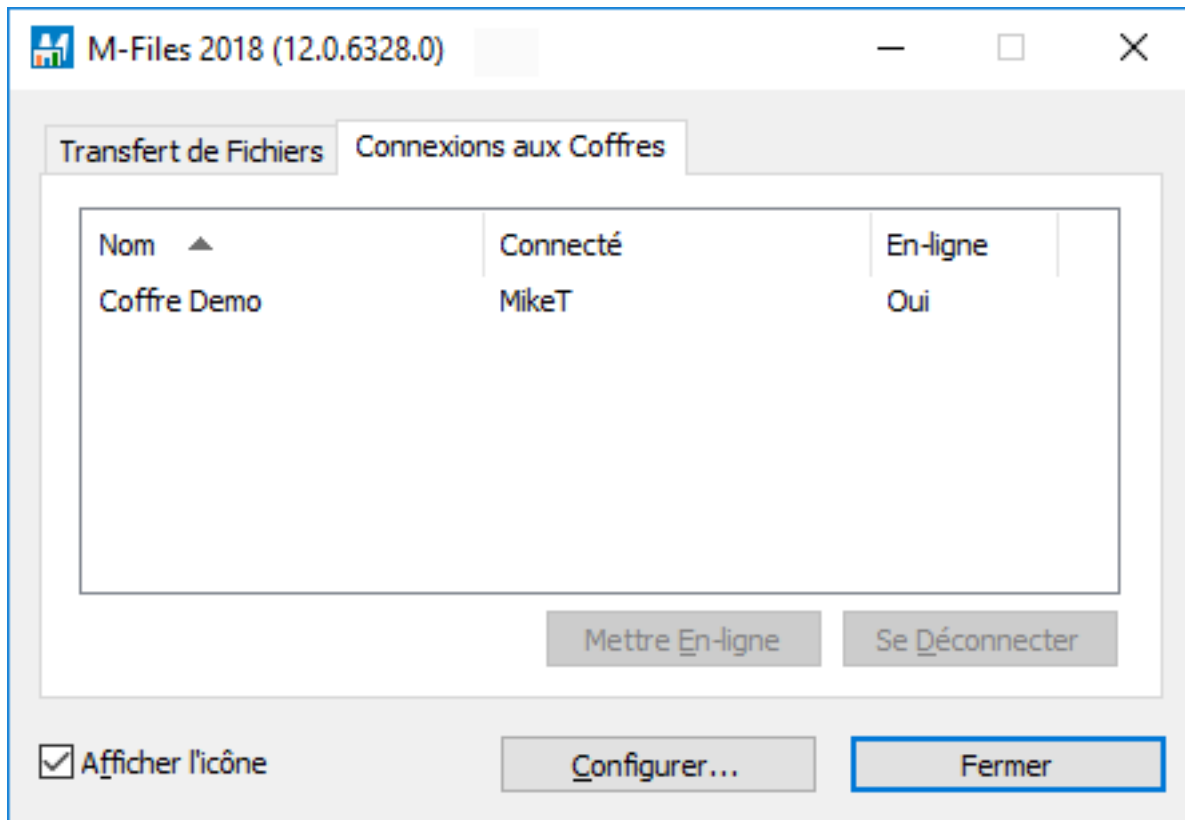 M-Files 2018 (12.0.6328.0)
Transfert de Fichiers Connexions aux Coffres
Nom Connecté En-ligne
Coffre Demo MikeT Oui
Mettre En-ligne Se Déconnecter
Afficher l'icône Configurer... Fermer